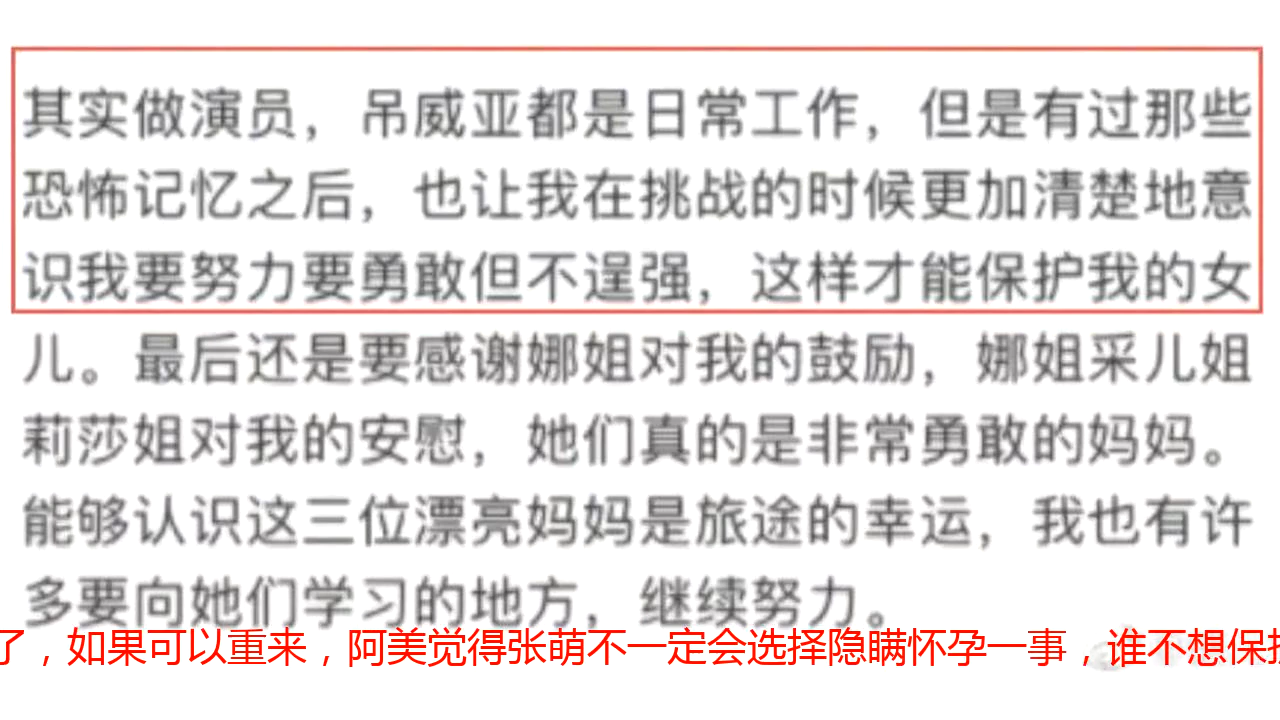 其实做演员，吊威亚都是日常工作，但是有过那些
恐怖记忆之后，也让我在挑战的时候更加清楚地意
识我要努力要勇敢但不逞强，这样才能保护我的女
儿。最后还是要感谢娜姐对我的鼓励，娜姐采儿姐
莉莎姐对我的安慰，她们真的是非常勇敢的妈妈。
能够认识这三位漂亮妈妈是旅途的幸运，我也有许
多要向她们学习的地方，继续努力。
了，如果可以重来，阿美觉得张萌不一定会选择隐瞒怀孕一事，谁不想保护